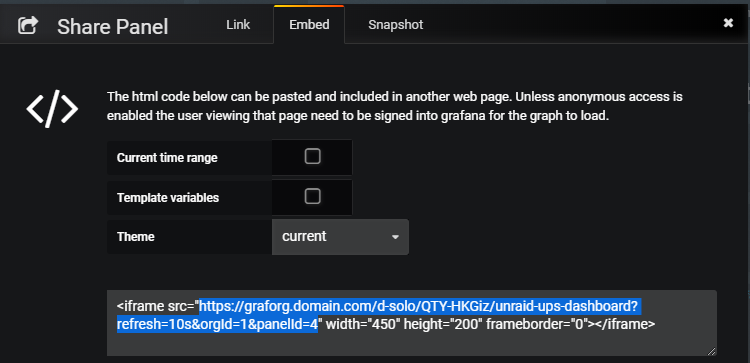 Share Panel
Link
Embed
Snapshot
The html code below can be pasted and included in another web page. Unless anonymous access is
enabled the user viewing that page need to be signed into grafana for the graph to load.
Current time range
Template variables
Theme
current
<iframe src="https://graforg.domain.com/d-solo/QTY-HKGiz/unraid-ups-dashboard?
refresh=10s&orgId=1&panelId=4" width="450" height="200" frameborder="0"></iframe>